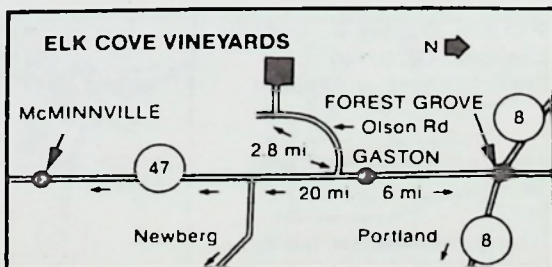 ELK COVE VINEYARDS
N
McMINNVILLE
FOREST GROVE
8
Olson Rd
2.8 mi
GASTON
47
20 mi
6 mi
Newberg
Portland
8